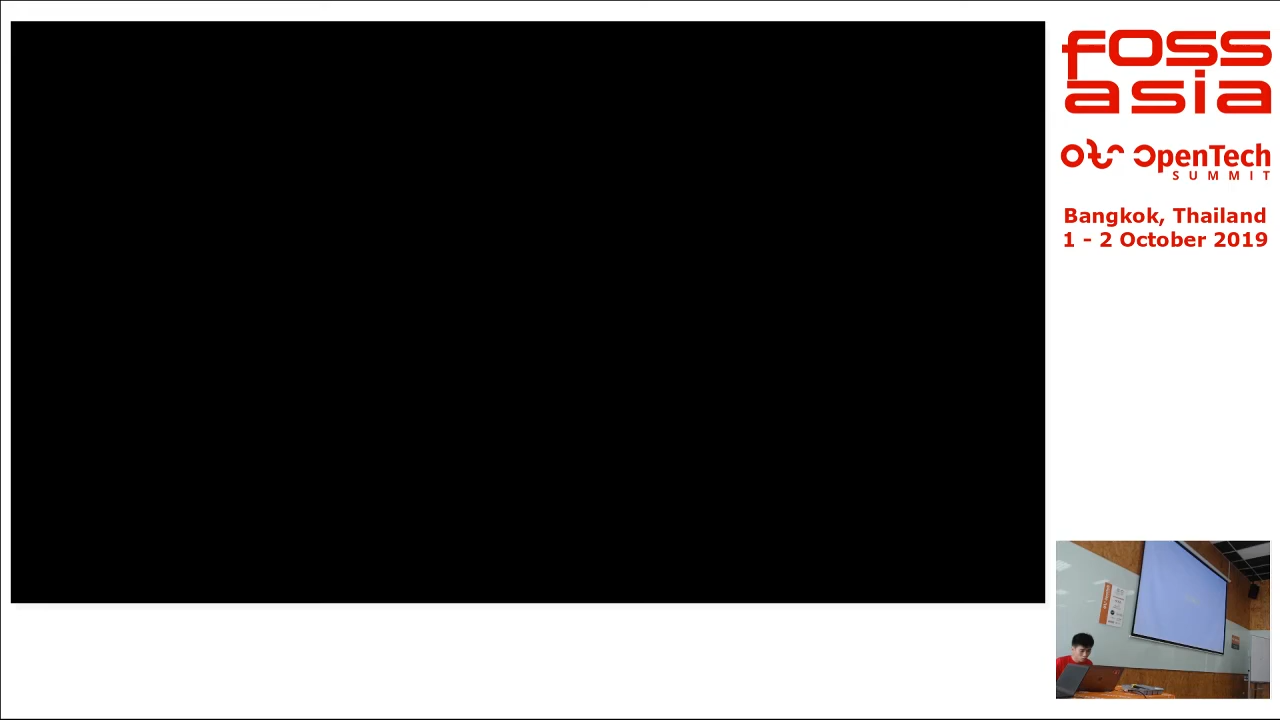 foss
asia
OpenTech
SUMMIT
Bangkok, Thailand
1 - 2 October 2019